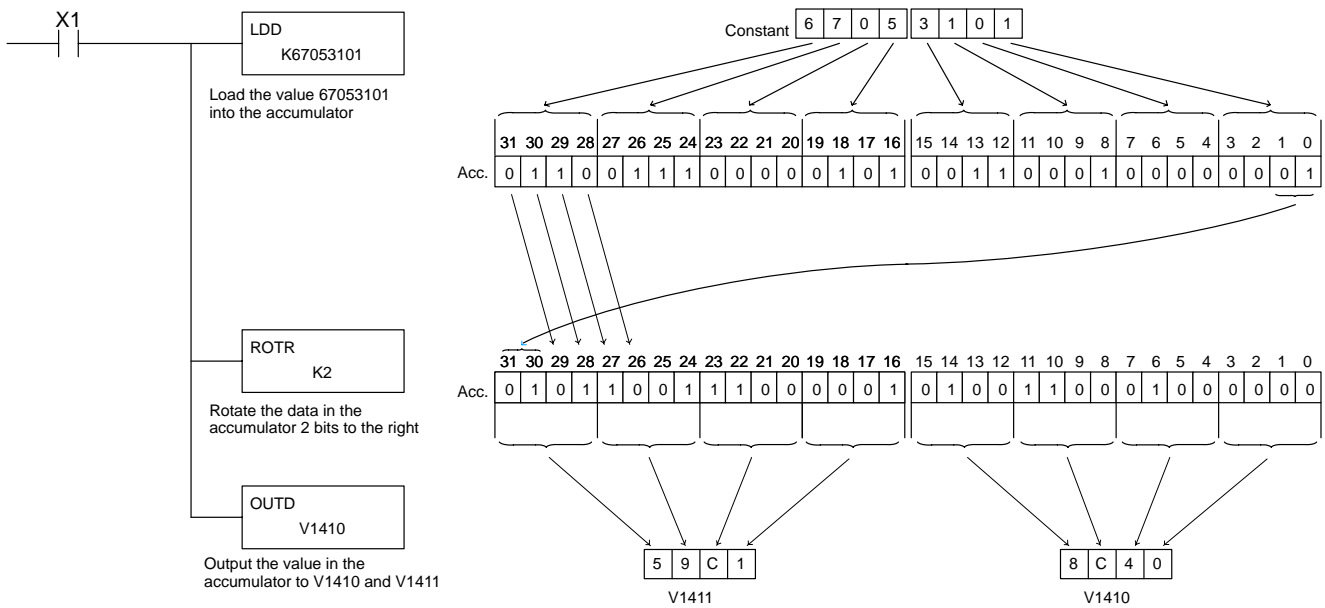 X1
LDD
K67053101
Load the value 67053101
into the accumulator
Constant 6 7 0 5 3 1 0 1
31 30 29 28 27 26 25 24 23 22 21 20 19 18 17 16 15 14 13 12 11 10 9 8 7 6 5 4 3 2 1 0
Acc. 0 1 1 0 0 1 1 1 0 0 0 0 0 1 0 1 0 0 1 1 0 0 0 1 0 0 0 0 0 0 0 1
ROTR
K2
Rotate the data in the
accumulator 2 bits to the right
31 30 29 28 27 26 25 24 23 22 21 20 19 18 17 16 15 14 13 12 11 10 9 8 7 6 5 4 3 2 1 0
Acc. 0 1 0 1 1 0 0 1 1 1 0 0 0 0 0 1 0 1 0 0 1 1 0 0 0 1 0 0 0 0 0 0
OUTD
V1410
Output the value in the
accumulator to V1410 and V1411
5 9 C 1
V1411
8 C 4 0
V1410